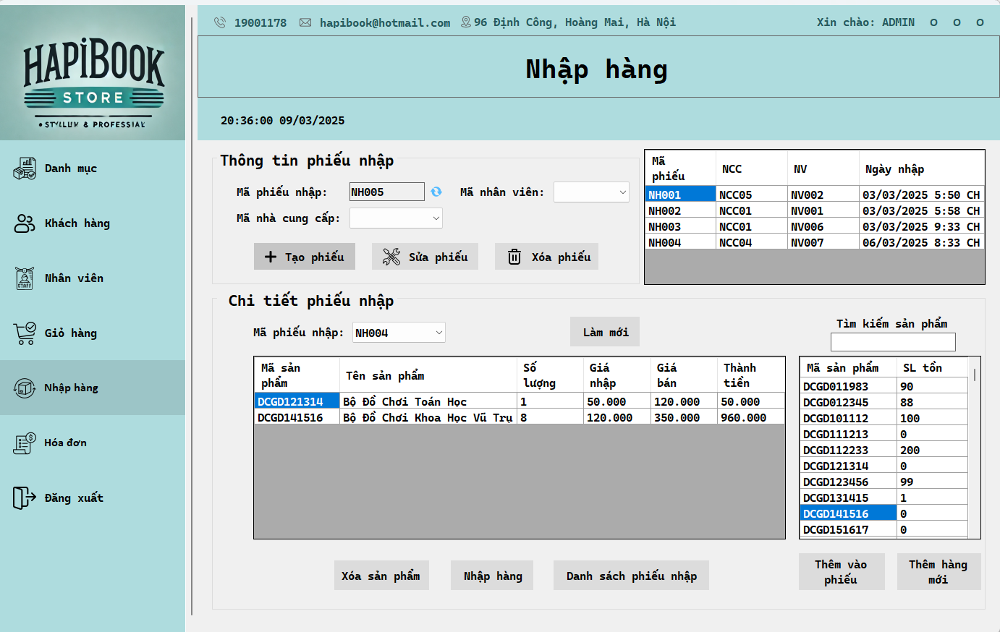 HAPiBOOK
STORE
19001178 hapibook@hotmail.com 96 Định Công, Hoàng Mai, Hà Nội Xin chào: ADMIN O O O
Nhập hàng
20:36:00 09/03/2025
Danh mục
Khách hàng
STAFF
Nhân viên
Giỏ hàng
Nhập hàng
Hóa đơn
Đăng xuất
Thông tin phiếu nhập
Mã phiếu nhập: NH005 Mã nhân viên:
Mã nhà cung cấp:
Tạo phiếu Sửa phiếu Xóa phiếu
Mã phiếu NCC NV Ngày nhập
NH001 NCC05 NV002 03/03/2025 5:50 CH
NH002 NCC01 NV001 03/03/2025 5:58 CH
NH003 NCC01 NV006 03/03/2025 9:33 CH
NH004 NCC04 NV007 06/03/2025 8:33 CH
Chi tiết phiếu nhập
Mã phiếu nhập: NH004 Làm mới
Mã sản phẩm Tên sản phẩm Số lượng Giá nhập Giá bán Thành tiền
DCGD121314 Bộ Đồ Chơi Toán Học 1 50.000 120.000 50.000
DCGD141516 Bộ Đồ Chơi Khoa Học Vũ Trụ 8 120.000 350.000 960.000
Tìm kiếm sản phẩm
Mã sản phẩm SL tồn
DCGD011983 90
DCGD012345 88
DCGD101112 100
DCGD111213 0
DCGD112233 200
DCGD121314 0
DCGD123456 99
DCGD131415 1
DCGD141516 0
DCGD151617 0
Xóa sản phẩm Nhập hàng Danh sách phiếu nhập
Thêm vào phiếu
Thêm hàng mới